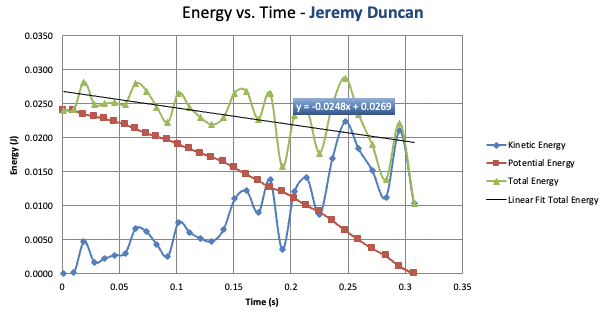 Energy vs. Time - Jeremy Duncan
0.0350
0.0300
0.0250
0.0200
0.0150
0.0100
0.0050
0.0000
Energy (J)
y = -0.0248x + 0.0269
0
0.05
0.1
0.15
0.2
0.25
0.3
0.35
Time (s)
Kinetic Energy
Potential Energy
Total Energy
Linear Fit Total Energy